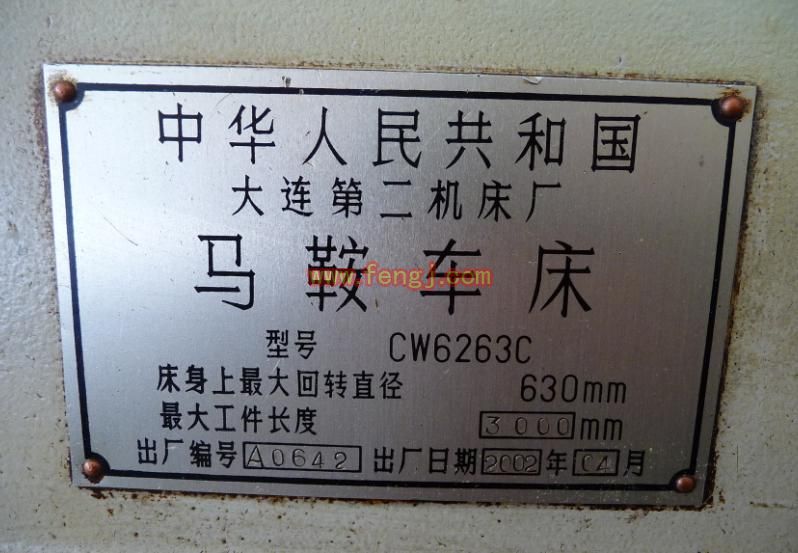 中华人民共和国
大连第二机床厂
马鞍车床
www.fengj.com
型号 CW6263C
床身上最大回转直径 630mm
最大工件长度 3000mm
出厂编号 A0642 出厂日期 2002 年 04 月